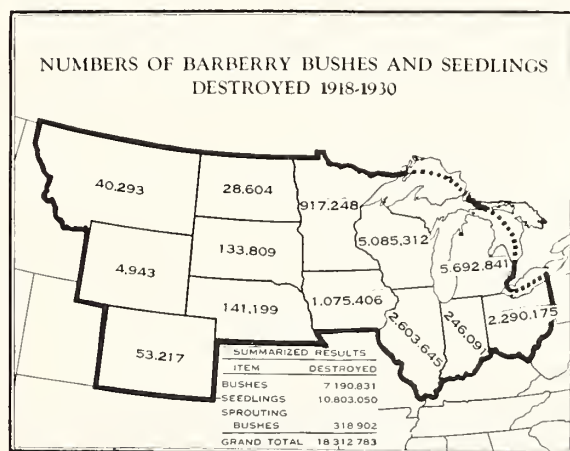 NUMBERS OF BARBERRY BUSHES AND SEEDLINGS
DESTROYED 1918-1930
40.293
28.604
917.248
5.085,312
133.809
5.692,841
4.943
141.199
1.075.406
2.603.645
246.091
2.290.175
53.217
SUMMARIZED RESULTS
ITEM DESTROYED
BUSHES 7 190.831
SEEDLINGS 10.803.050
SPROUTING
BUSHES 318 902
GRAND TOTAL 18 312 783